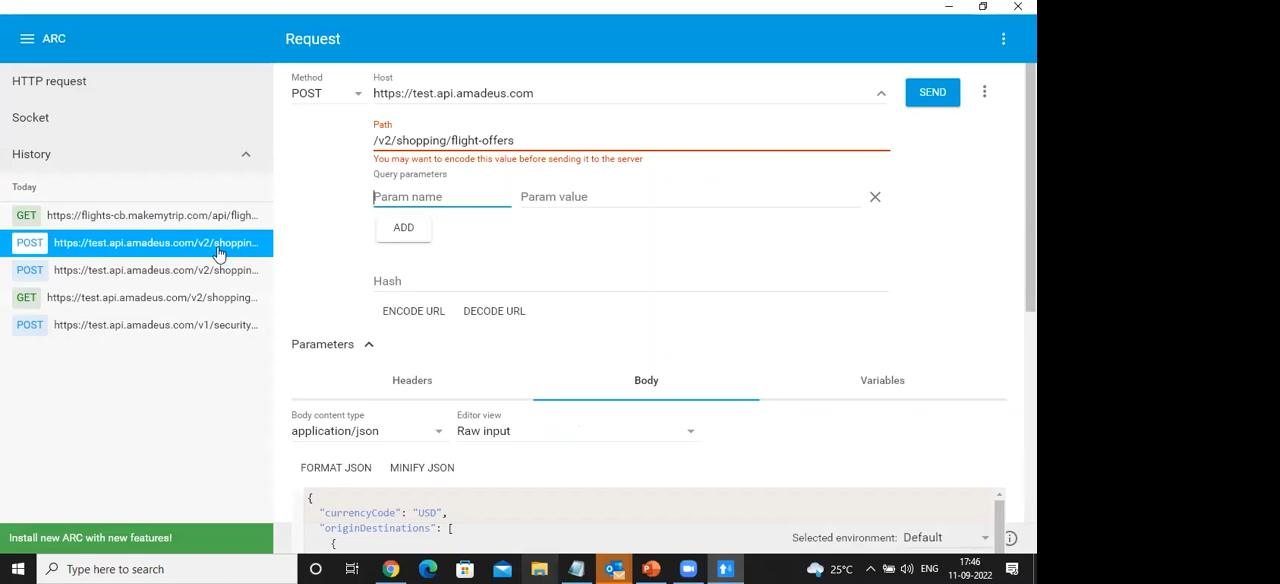 ARC
Request
HTTP request
Method
Host
POST
https://test.api.amadeus.com
SEND
Socket
Path
/v2/shopping/flight-offers
History
You may want to encode this value before sending it to the server
Query parameters
Today
Param name
Param value
GET
https://flights-cb.makemytrip.com/api/fligh...
ADD
POST
https://test.api.amadeus.com/v2/shoppin...
POST
https://test.api.amadeus.com/v2/shoppin...
Hash
GET
https://test.api.amadeus.com/v2/shopping...
ENCODE URL
DECODE URL
POST
https://test.api.amadeus.com/v1/security...
Parameters
Headers
Body
Variables
Body content type
Editor view
application/json
Raw input
FORMAT JSON
MINIFY JSON
{
"currencyCode": "USD",
"originDestinations": [
{
Install new ARC with new features!
Selected environment:
Default
Type here to search
25°C
ENG
17:46
11-09-2022